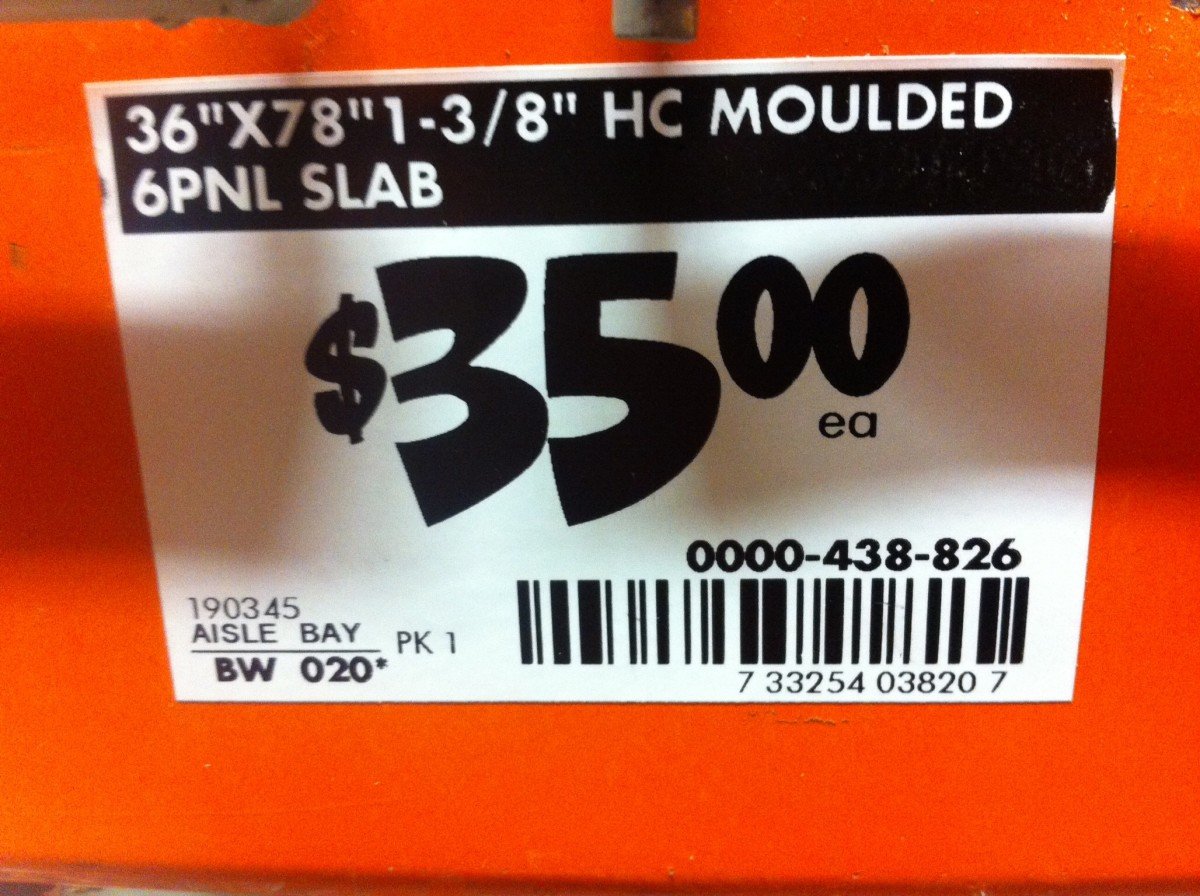 36"X78"1-3/8" HC MOULDED
6PNL SLAB
$3500
ea
0000-438-826
190345
AISLE BAY
BW 020*
PK 1
7 33254 03820 7